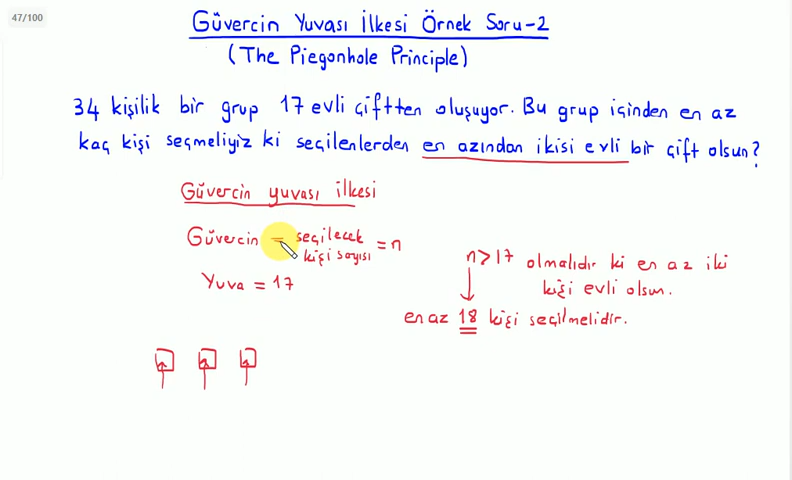 47/100
Güvercin Yuvası İlkesi Örnek Soru-2
(The Piegonhole Principle)
34 kişilik bir grup 17 evli çiftten oluşuyor. Bu grup içinden en az
kaç kişi seçmeliyiz ki seçilenlerden en azından ikisi evli bir çift olsun?
Güvercin yuvası ilkesi
Güvercin = seçilecek kişi sayısı = n
Yuva = 17
n > 17 olmalıdır ki en az iki
kişi evli olsun.
en az 18 kişi seçilmelidir.